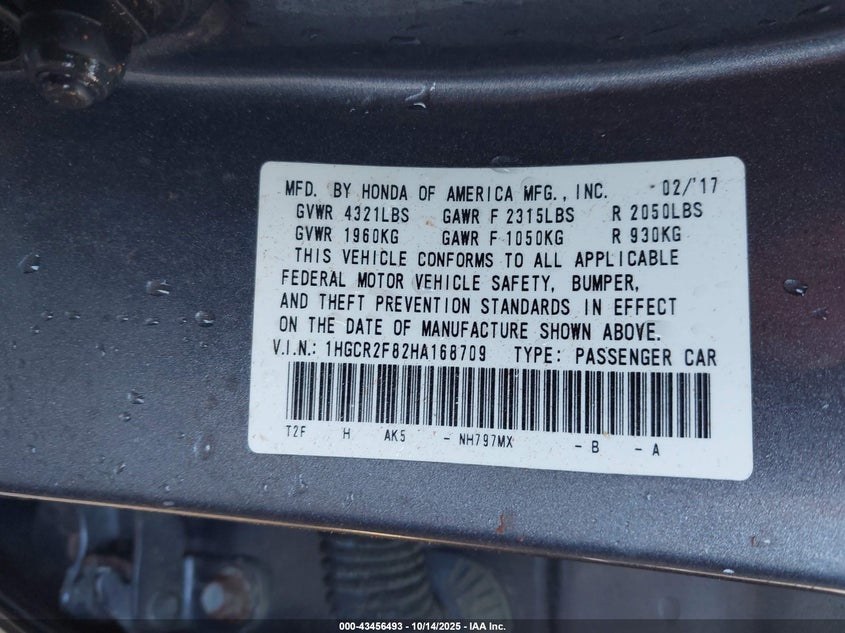 MFD. BY HONDA OF AMERICA MFG., INC. 02/'17
GVWR 4321LBS GAWR F 2315LBS R 2050LBS
GVWR 1960KG GAWR F 1050KG R 930KG
THIS VEHICLE CONFORMS TO ALL APPLICABLE
FEDERAL MOTOR VEHICLE SAFETY, BUMPER,
AND THEFT PREVENTION STANDARDS IN EFFECT
ON THE DATE OF MANUFACTURE SHOWN ABOVE.
V.I.N.: 1HGCR2F82HA168709 TYPE: PASSENGER CAR
T2F H AK5 - NH797MX - B - A
000-43456493 - 10/14/2025 - IAA Inc.